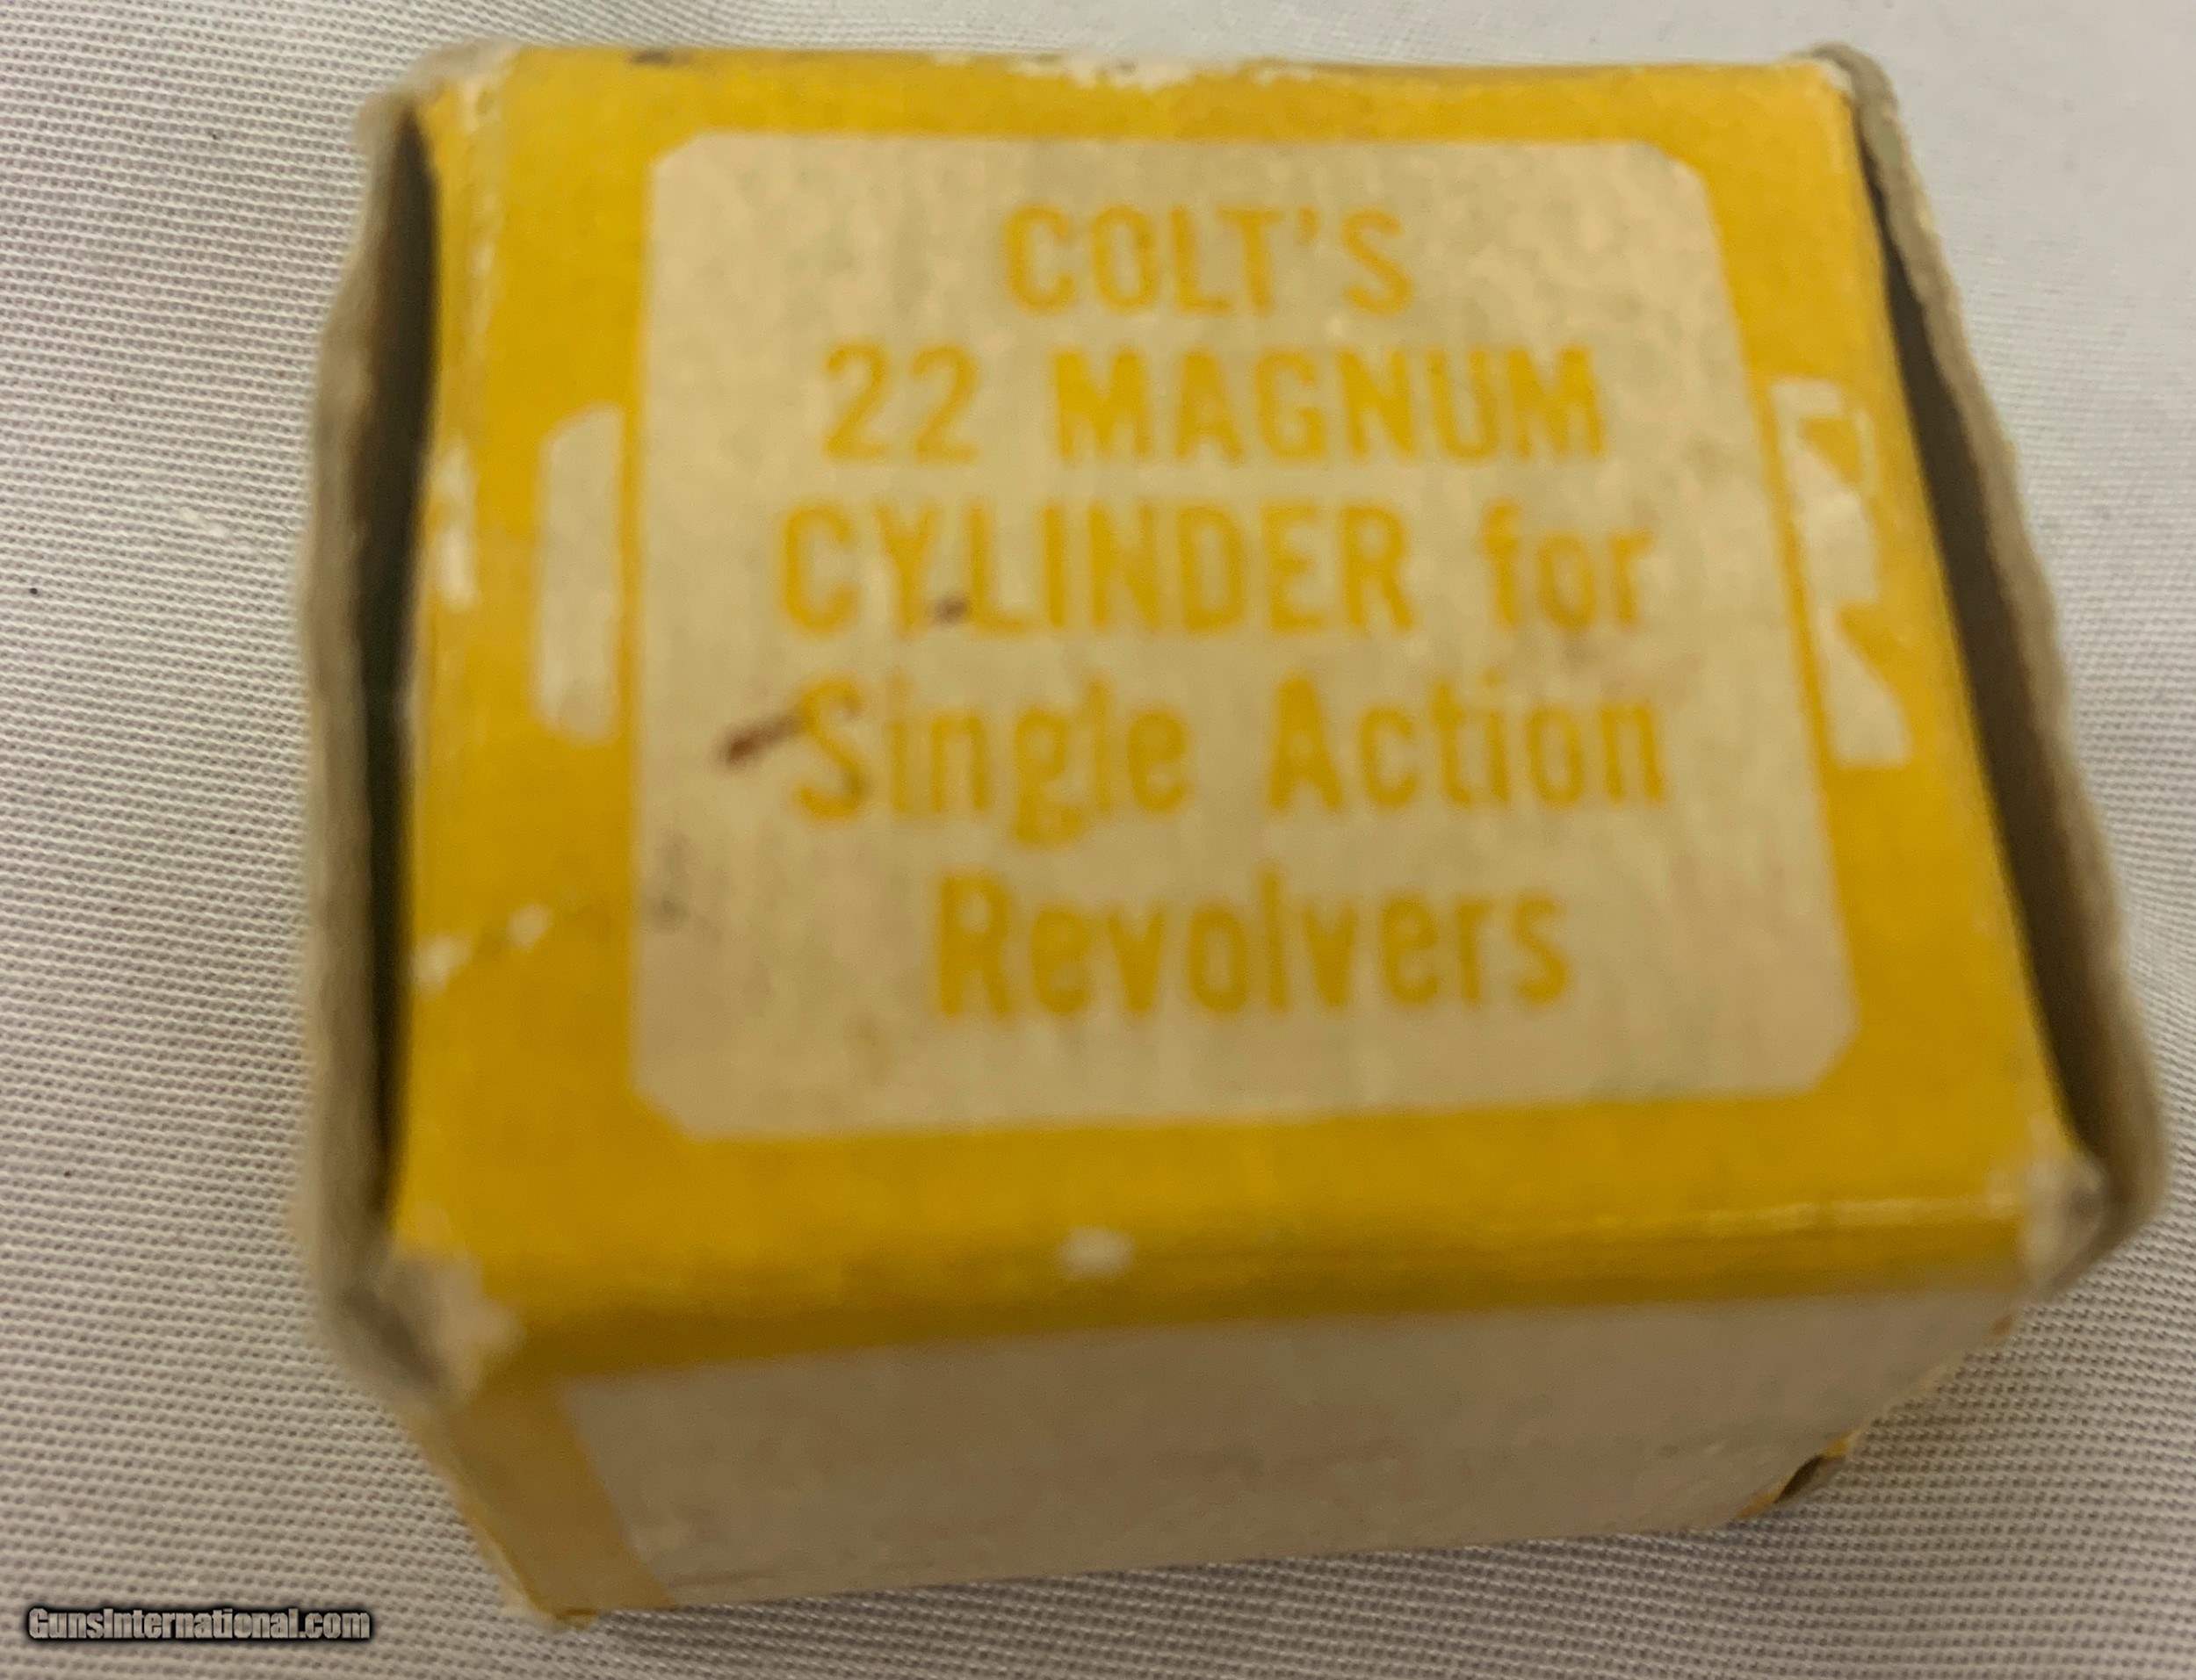 COLT'S
22 MAGNUM
CYLINDER for
Single Action
Revolvers
GunsInternational.com